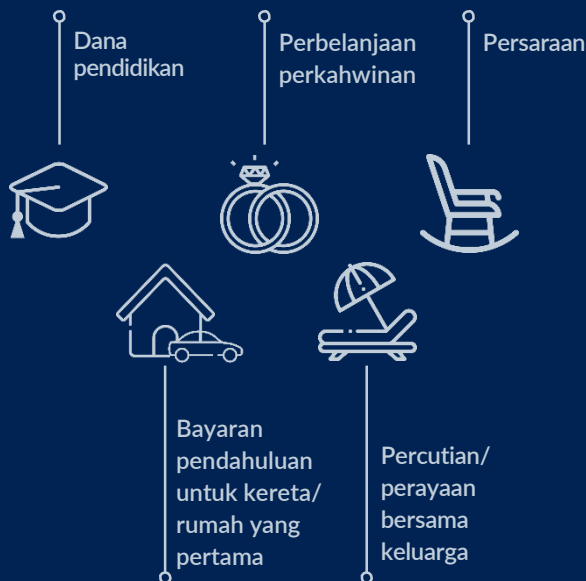 Dana
pendidikan
Perbelanjaan
perkahwinan
Persaraan
Bayaran
pendahuluan
untuk kereta/
rumah yang
pertama
Percutian/
perayaan
bersama
keluarga